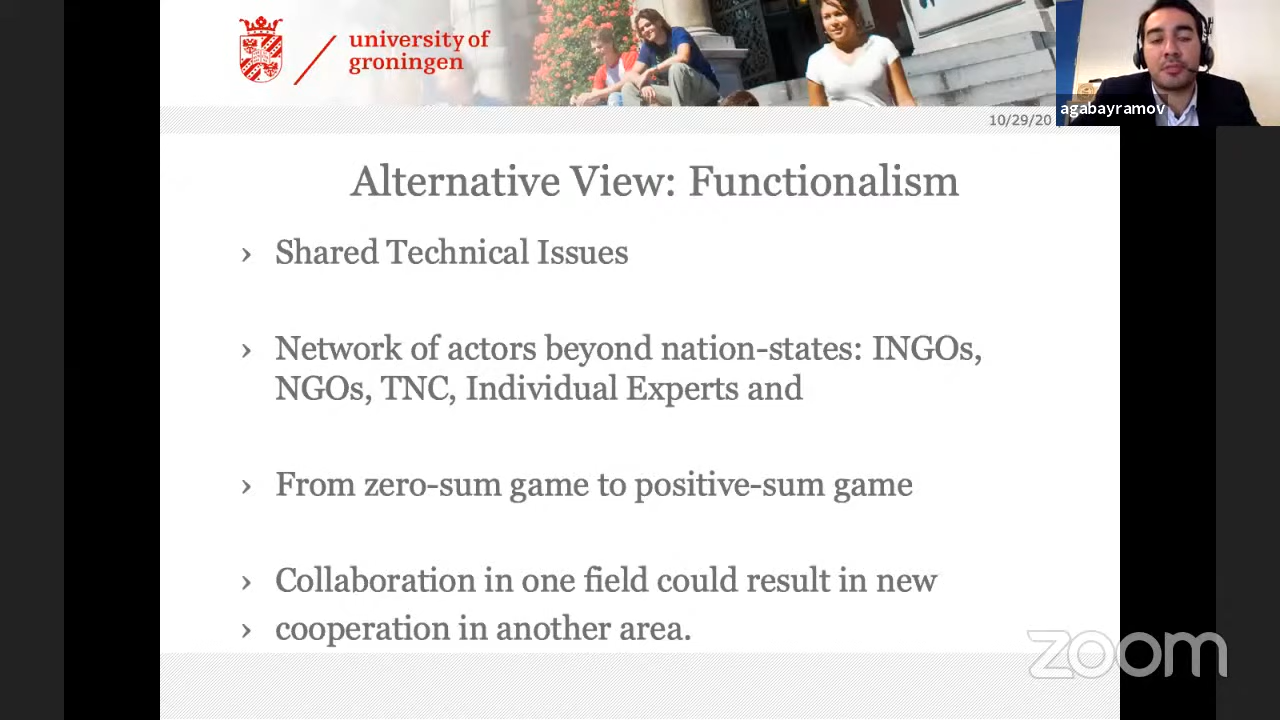 university of
groningen
agabayramov
10/29/20
Alternative View: Functionalism
› Shared Technical Issues
› Network of actors beyond nation-states: INGOs,
NGOs, TNC, Individual Experts and
› From zero-sum game to positive-sum game
› Collaboration in one field could result in new
› cooperation in another area.
zoom